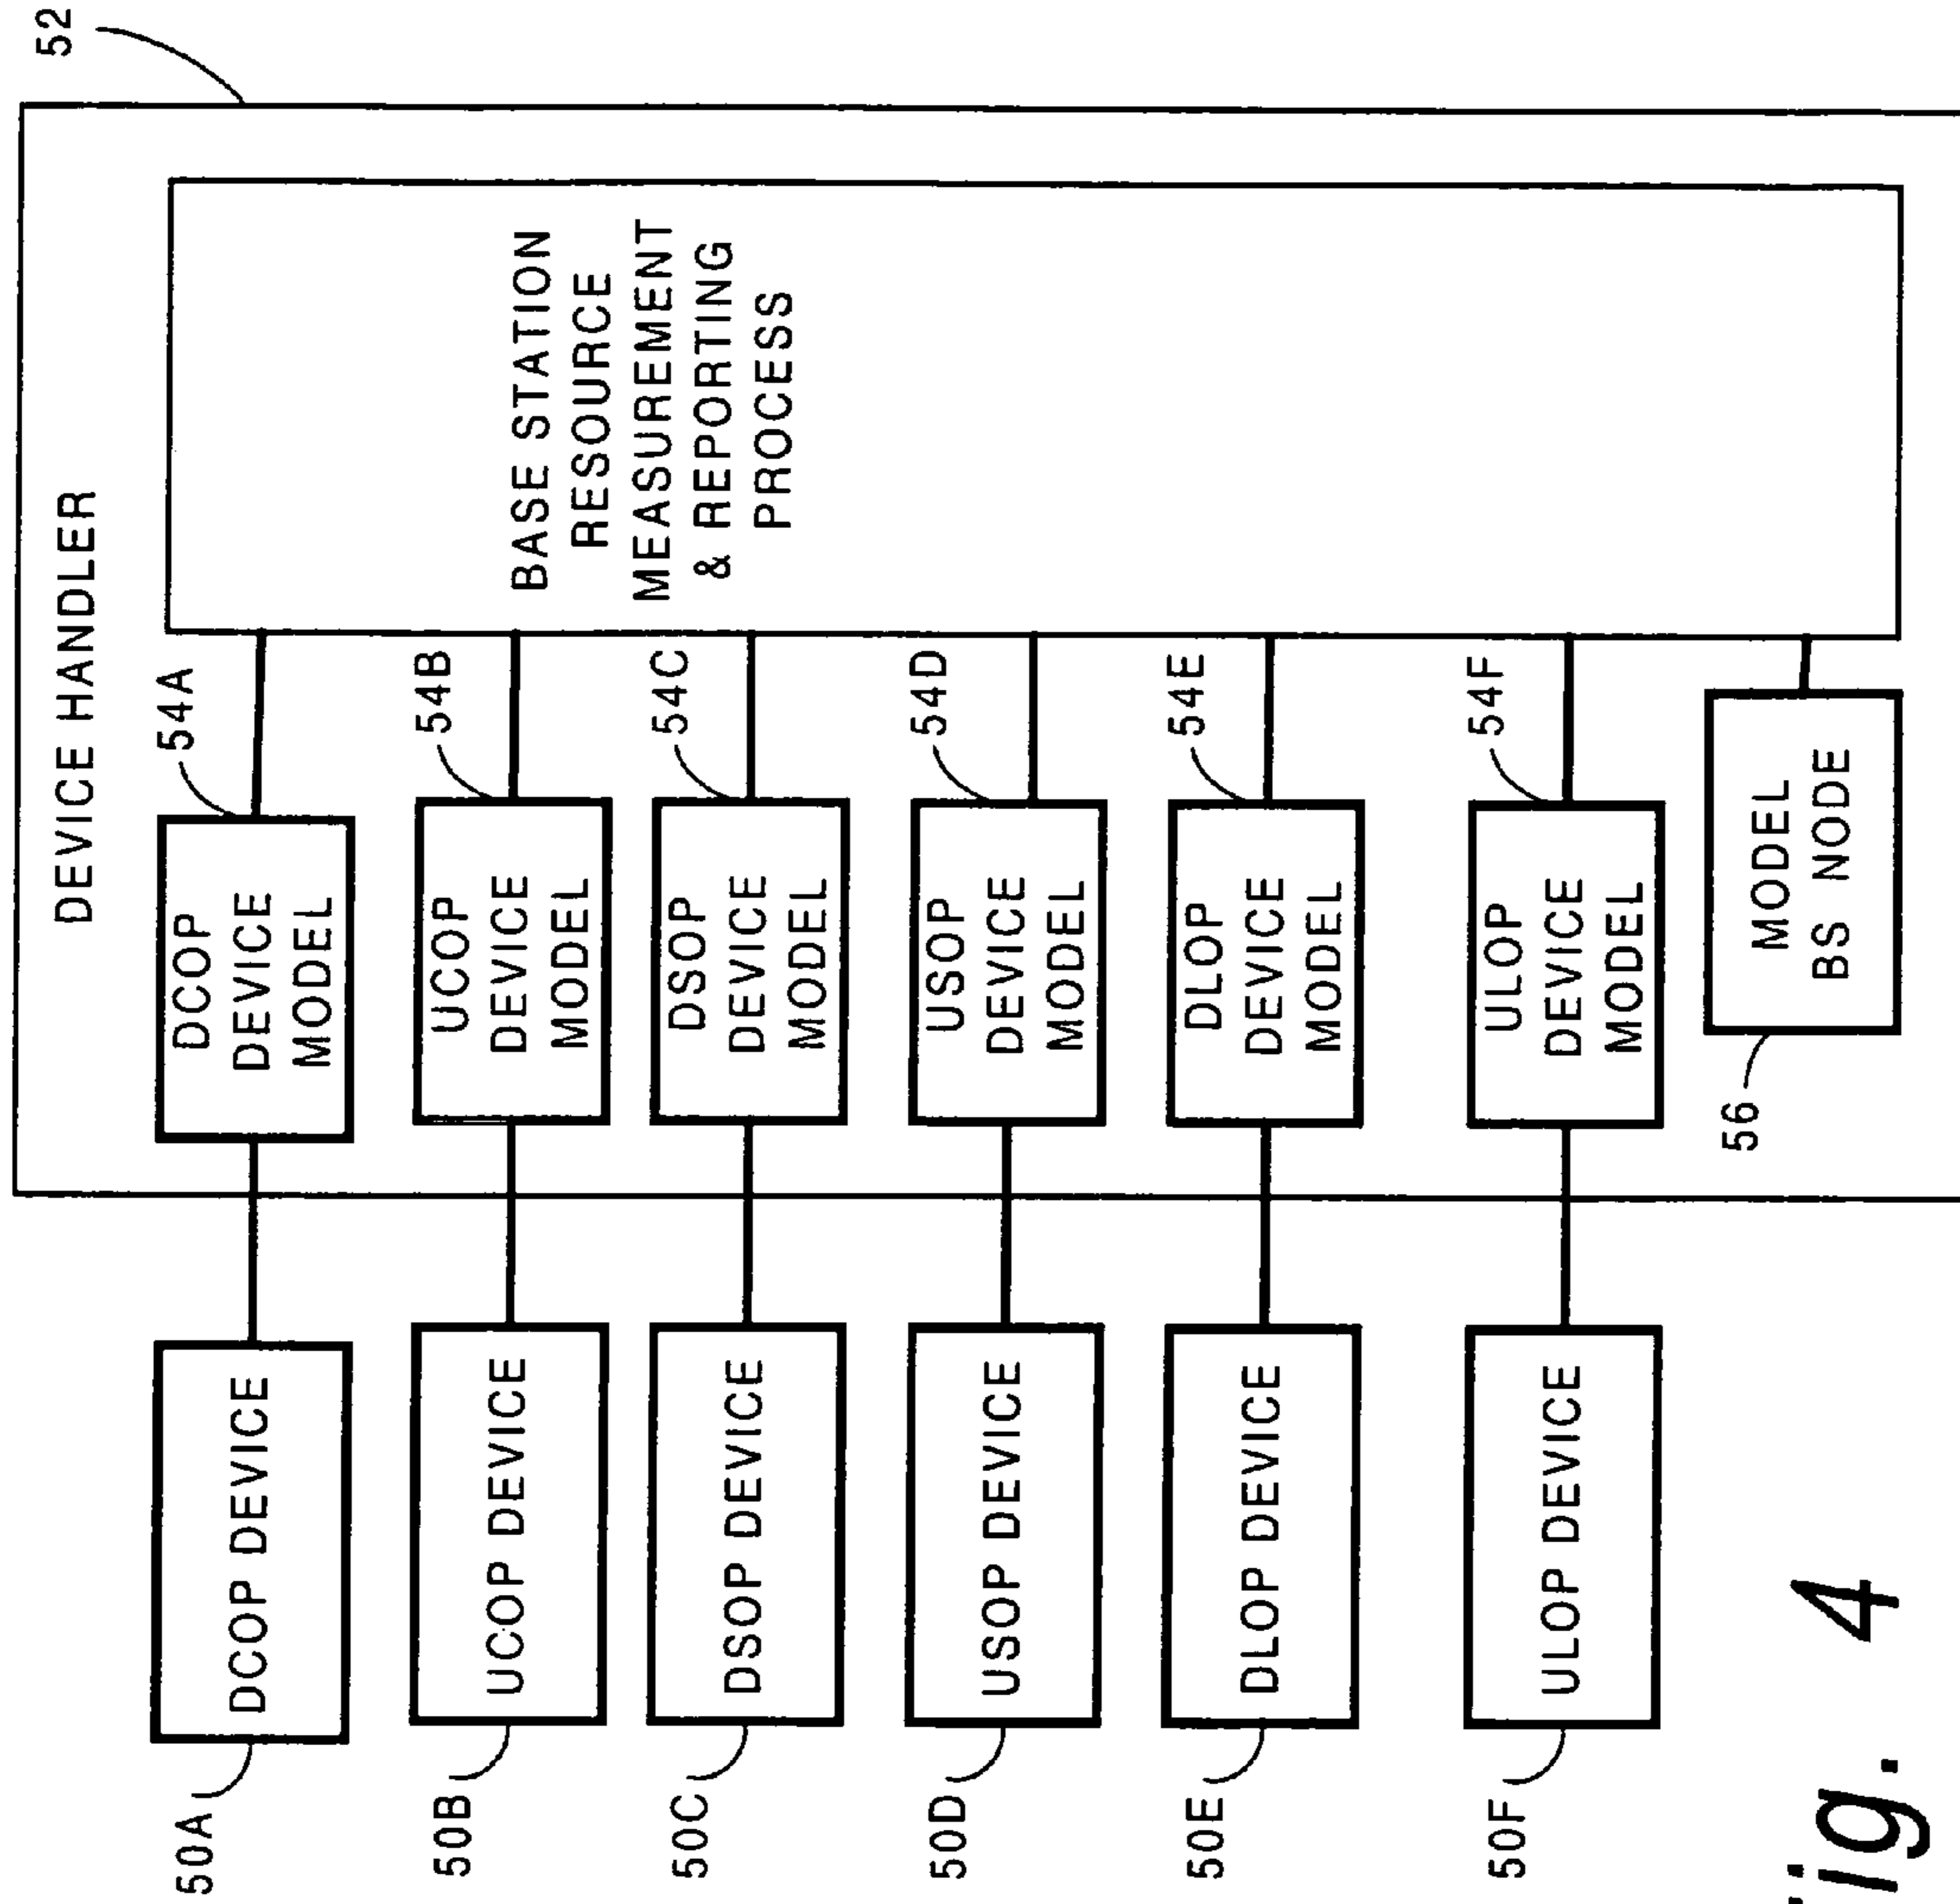 52
DEVICE HANDLER
BASE STATION
RESOURCE
MEASUREMENT
& REPORTING
PROCESS
50A
DCOP DEVICE
DCOP
DEVICE
MODEL
54A
50B
UCOP DEVICE
UCOP
DEVICE
MODEL
54B
50C
DSOP DEVICE
DSOP
DEVICE
MODEL
54C
50D
USOP DEVICE
USOP
DEVICE
MODEL
54D
50E
DLOP DEVICE
DLOP
DEVICE
MODEL
54E
50F
ULOP DEVICE
ULOP
DEVICE
MODEL
54F
56
MODEL
BS NODE
ig. 4